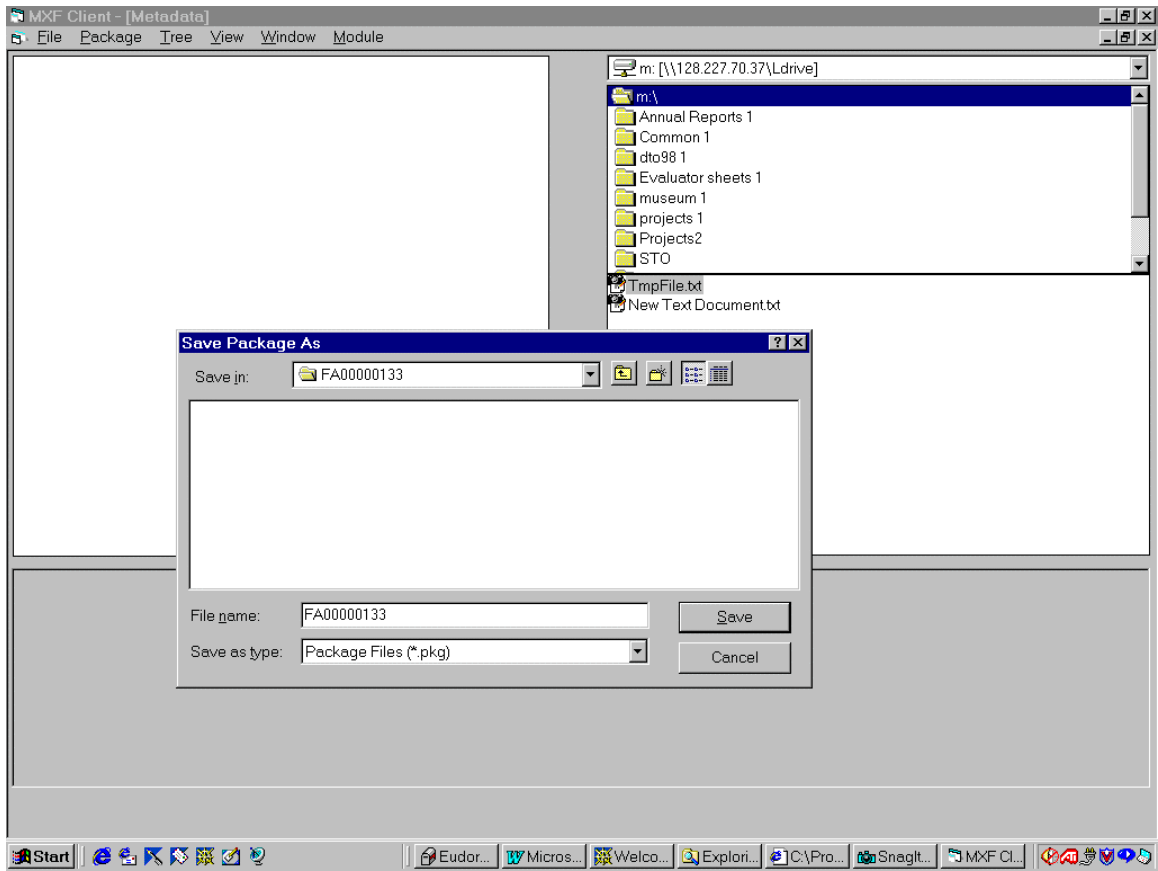 MXF Client - [Metadata]
File Package Tree View Window Module
m: [\\128.227.70.37\Ldrive]
m:\
Annual Reports 1
Common 1
dto98 1
Evaluator sheets 1
museum 1
projects 1
Projects2
STO
TmpFile.txt
New Text Document.txt
Save Package As
Save in: FA00000133
File name: FA00000133
Save
Save as type: Package Files (*.pkg)
Cancel
Start Eudor... Micros... Welco... Explori... C:\Pro... SnagIt... MXF Cl...